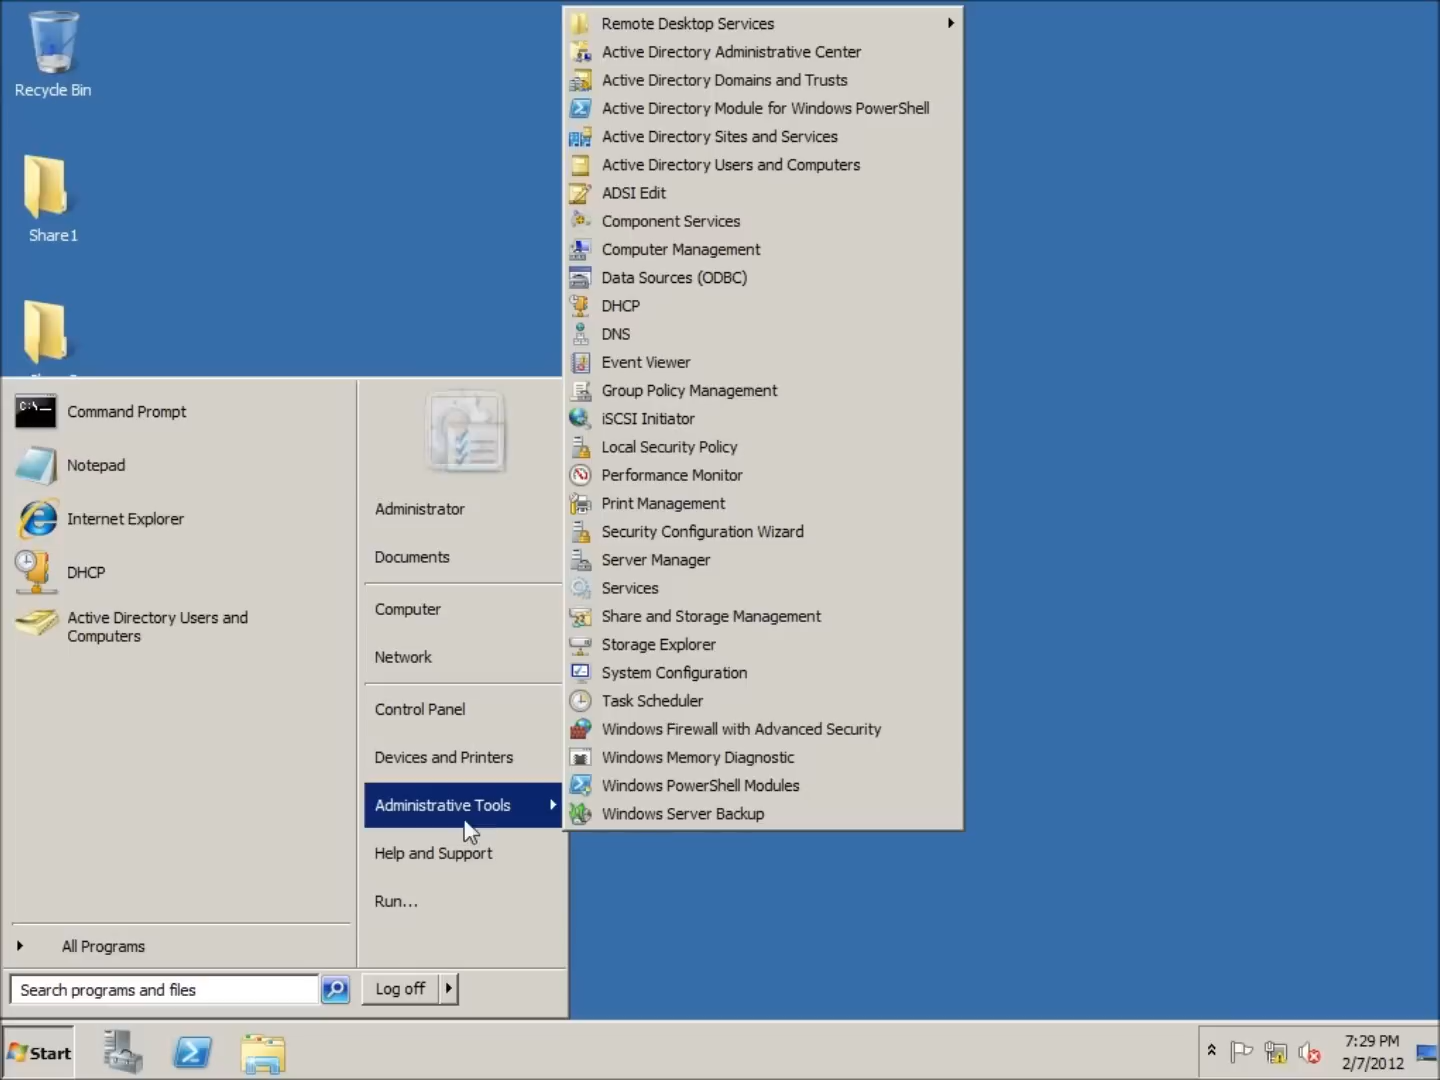 Recycle Bin
Share1
Command Prompt
Notepad
Internet Explorer
DHCP
Active Directory Users and
Computers
All Programs
Search programs and files
Administrator
Documents
Computer
Network
Control Panel
Devices and Printers
Administrative Tools
Help and Support
Run...
Log off
Remote Desktop Services
Active Directory Administrative Center
Active Directory Domains and Trusts
Active Directory Module for Windows PowerShell
Active Directory Sites and Services
Active Directory Users and Computers
ADSI Edit
Component Services
Computer Management
Data Sources (ODBC)
DHCP
DNS
Event Viewer
Group Policy Management
iSCSI Initiator
Local Security Policy
Performance Monitor
Print Management
Security Configuration Wizard
Server Manager
Services
Share and Storage Management
Storage Explorer
System Configuration
Task Scheduler
Windows Firewall with Advanced Security
Windows Memory Diagnostic
Windows PowerShell Modules
Windows Server Backup
Start
7:29 PM
2/7/2012